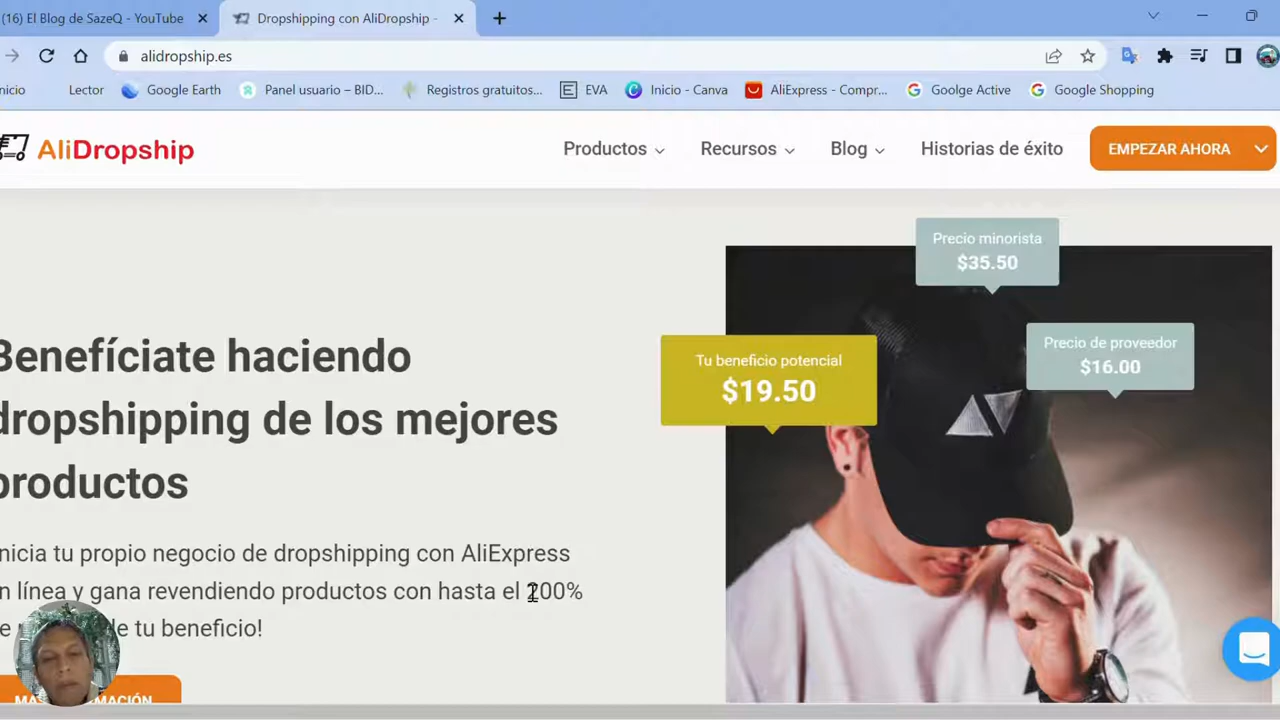 (16) El Blog de SazeQ - YouTube
Dropshipping con AliDropship -
alidropship.es
nicio
Lector
Google Earth
Panel usuario – BID...
Registros gratuitos...
EVA
Inicio - Canva
AliExpress - Compr...
Goolge Active
Google Shopping
AliDropship
Productos
Recursos
Blog
Historias de éxito
EMPEZAR AHORA
Precio minorista
$35.50
Precio de proveedor
$16.00
Tu beneficio potencial
$19.50
Benefíciate haciendo
dropshipping de los mejores
productos
nicia tu propio negocio de dropshipping con AliExpress
n línea y gana revendiendo productos con hasta el 200%
de tu beneficio!